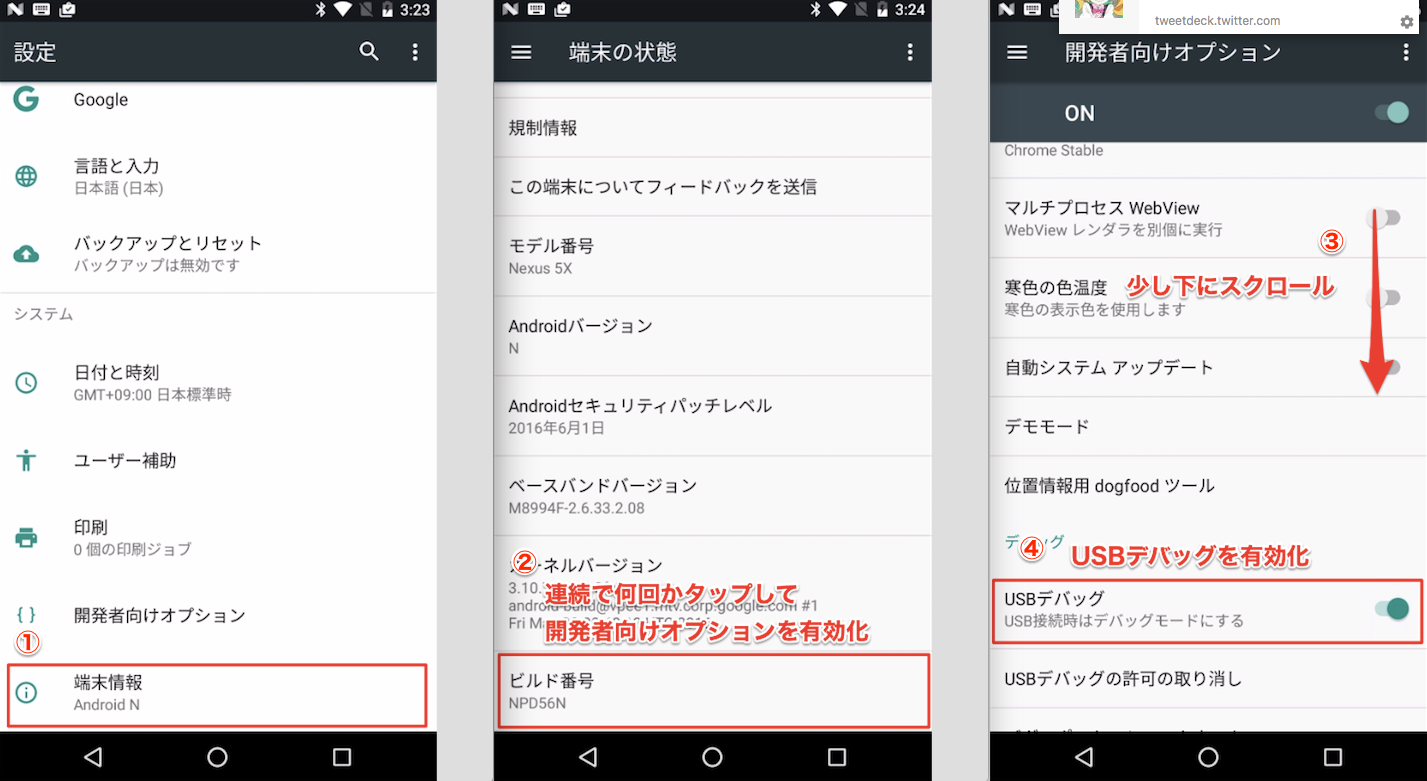 3:23
設定
Google
言語と入力
日本語 (日本)
バックアップとリセット
バックアップは無効です
システム
日付と時刻
GMT+09:00 日本標準時
ユーザー補助
印刷
0 個の印刷ジョブ
{ } 開発者向けオプション
①
端末情報
Android N
3:24
端末の状態
規制情報
この端末についてフィードバックを送信
モデル番号
Nexus 5X
Androidバージョン
N
Androidセキュリティパッチレベル
2016年6月1日
ベースバンドバージョン
M8994F-2.6.33.2.08
②
ネルバージョン
3.10.
連続で何回かタップして
android-build@vpee1.mtv.corp.google.com #1
Fri Ma
開発者向けオプションを有効化
ビルド番号
NPD56N
tweetdeck.twitter.com
開発者向けオプション
ON
Chrome Stable
マルチプロセス WebView
WebView レンダラを別個に実行
③
寒色の色温度
少し下にスクロール
寒色の表示色を使用します
自動システム アップデート
デモモード
位置情報用 dogfood ツール
④
USBデバッグを有効化
USBデバッグ
USB接続時はデバッグモードにする
USBデバッグの許可の取り消し